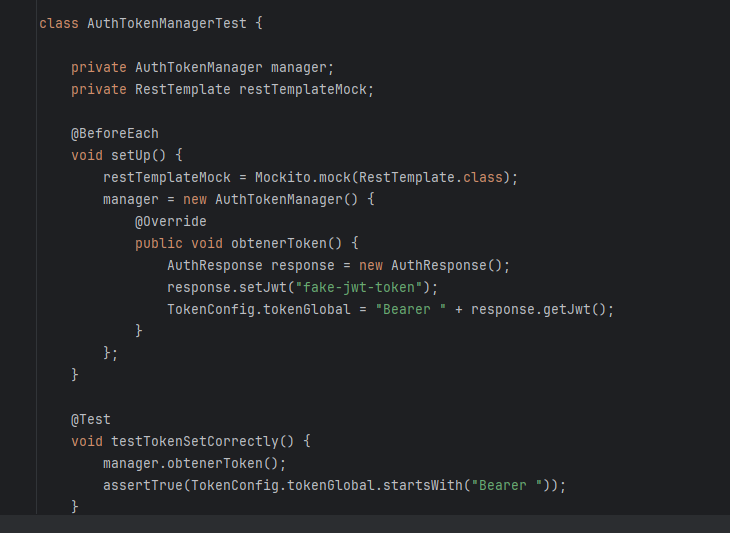 class AuthTokenManagerTest {
private AuthTokenManager manager;
private RestTemplate restTemplateMock;
@BeforeEach
void setUp() {
restTemplateMock = Mockito.mock(RestTemplate.class);
manager = new AuthTokenManager() {
@Override
public void obtenerToken() {
AuthResponse response = new AuthResponse();
response.setJwt("fake-jwt-token");
TokenConfig.tokenGlobal = "Bearer " + response.getJwt();
}
};
}
@Test
void testTokenSetCorrectly() {
manager.obtenerToken();
assertTrue(TokenConfig.tokenGlobal.startsWith("Bearer "));
}